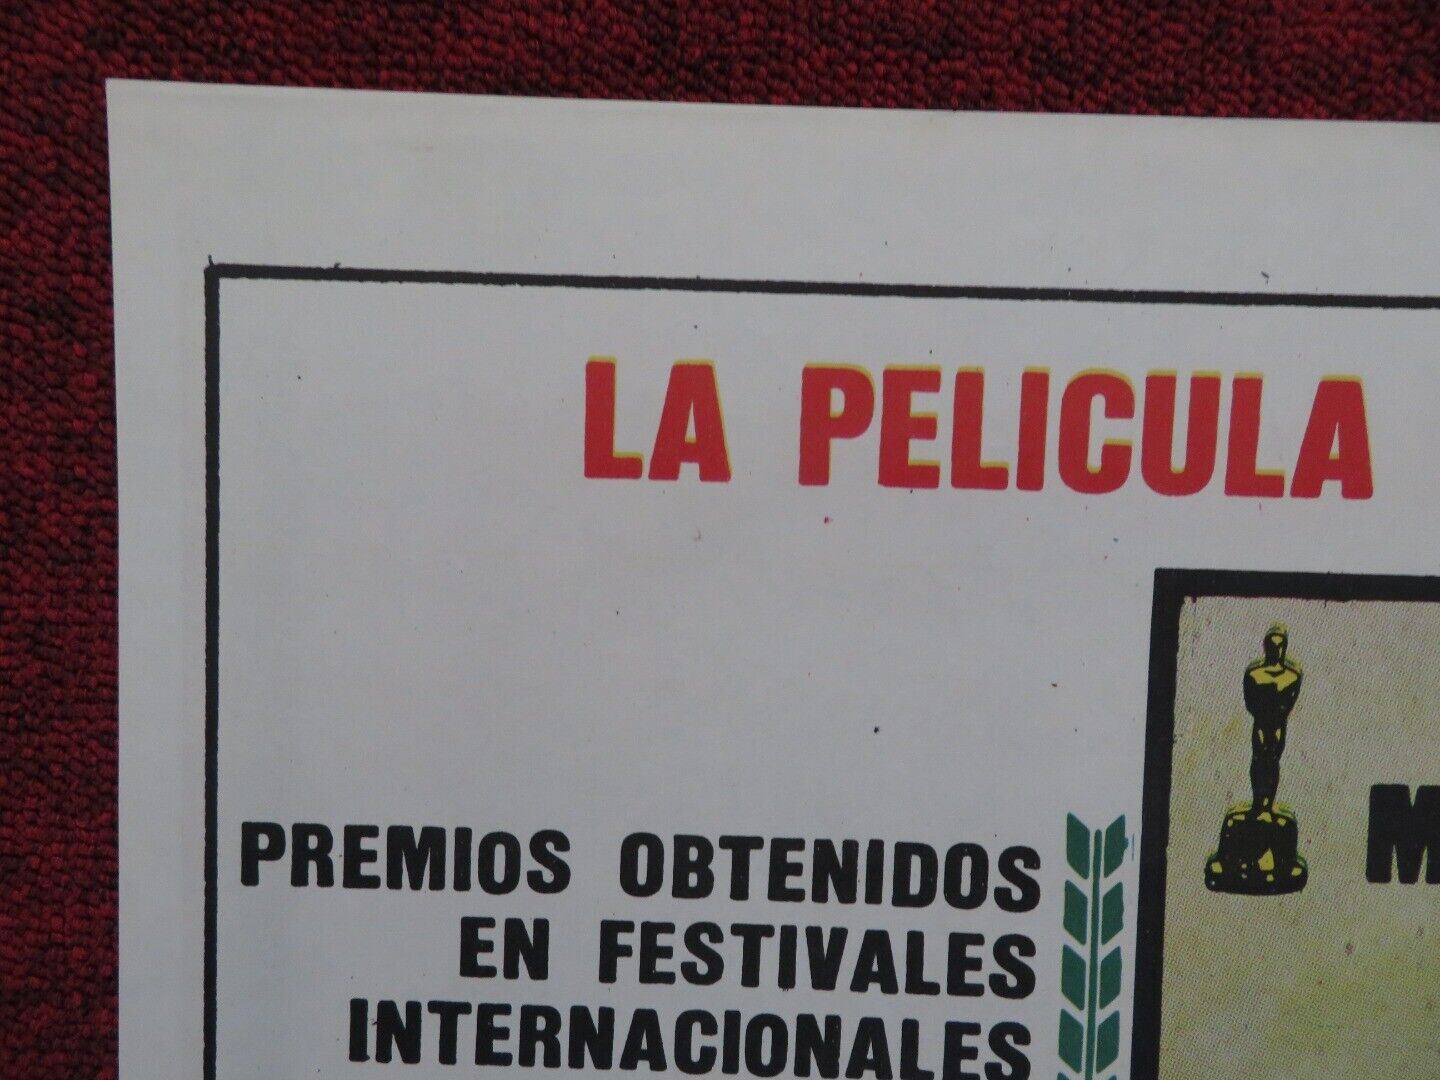 LA PELICULA
PREMIOS OBTENIDOS
EN FESTIVALES
INTERNACIONALES
M